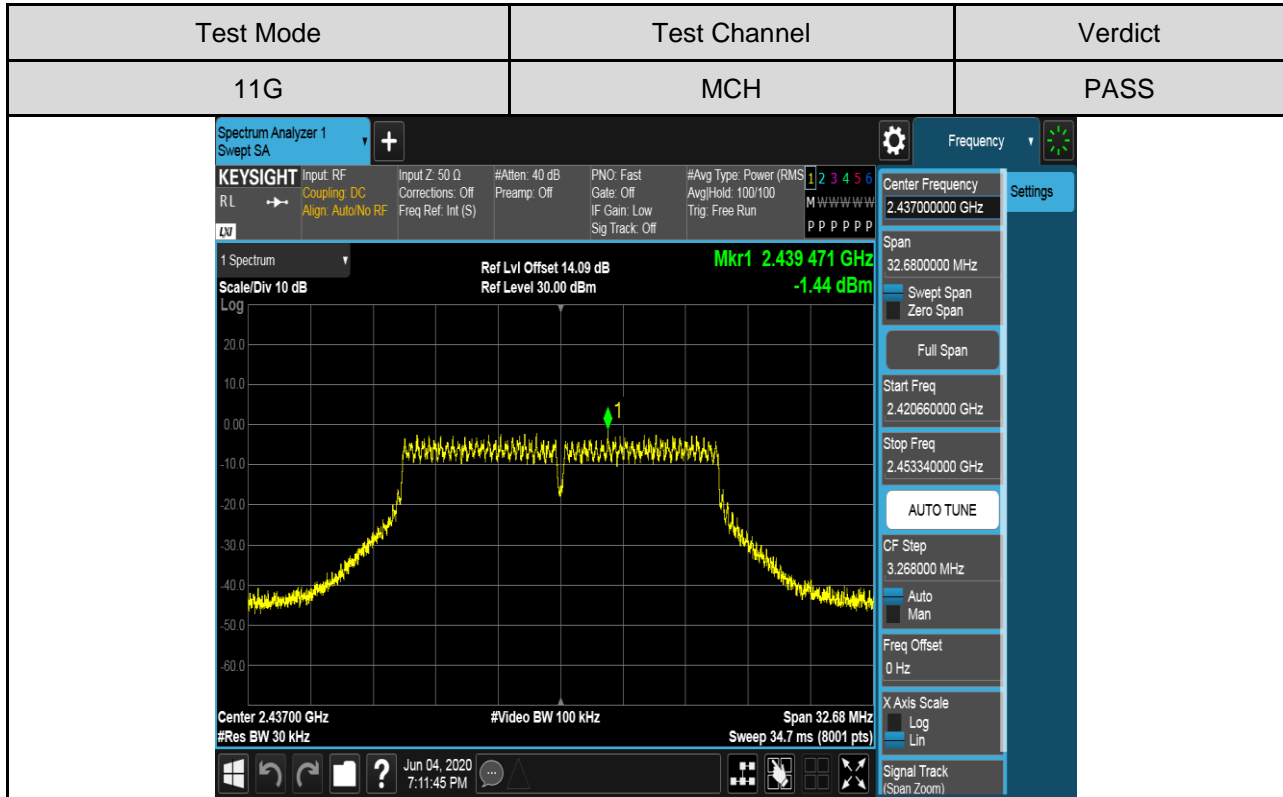 Test Mode Test Channel Verdict
11G MCH PASS
Spectrum Analyzer 1
Swept SA
+
Frequency
KEYSIGHT
RL
LXI
Input: RF
Coupling: DC
Align: Auto/No RF
Input Z: 50 Ω
Corrections: Off
Freq Ref: Int (S)
#Atten: 40 dB
Preamp: Off
PNO: Fast
Gate: Off
IF Gain: Low
Sig Track: Off
#Avg Type: Power (RMS
Avg|Hold: 100/100
Trig: Free Run
1 2 3 4 5 6
M W W W W W
P P P P P P
1 Spectrum
Scale/Div 10 dB
Log
Ref Lvl Offset 14.09 dB
Ref Level 30.00 dBm
Mkr1 2.439 471 GHz
-1.44 dBm
20.0
10.0
0.00
-10.0
-20.0
-30.0
-40.0
-50.0
-60.0
1
Center 2.43700 GHz
#Res BW 30 kHz
#Video BW 100 kHz
Span 32.68 MHz
Sweep 34.7 ms (8001 pts)
Center Frequency
2.437000000 GHz
Settings
Span
32.6800000 MHz
Swept Span
Zero Span
Full Span
Start Freq
2.420660000 GHz
Stop Freq
2.453340000 GHz
AUTO TUNE
CF Step
3.268000 MHz
Auto
Man
Freq Offset
0 Hz
X Axis Scale
Log
Lin
Signal Track
(Span Zoom)
?
Jun 04, 2020
7:11:45 PM